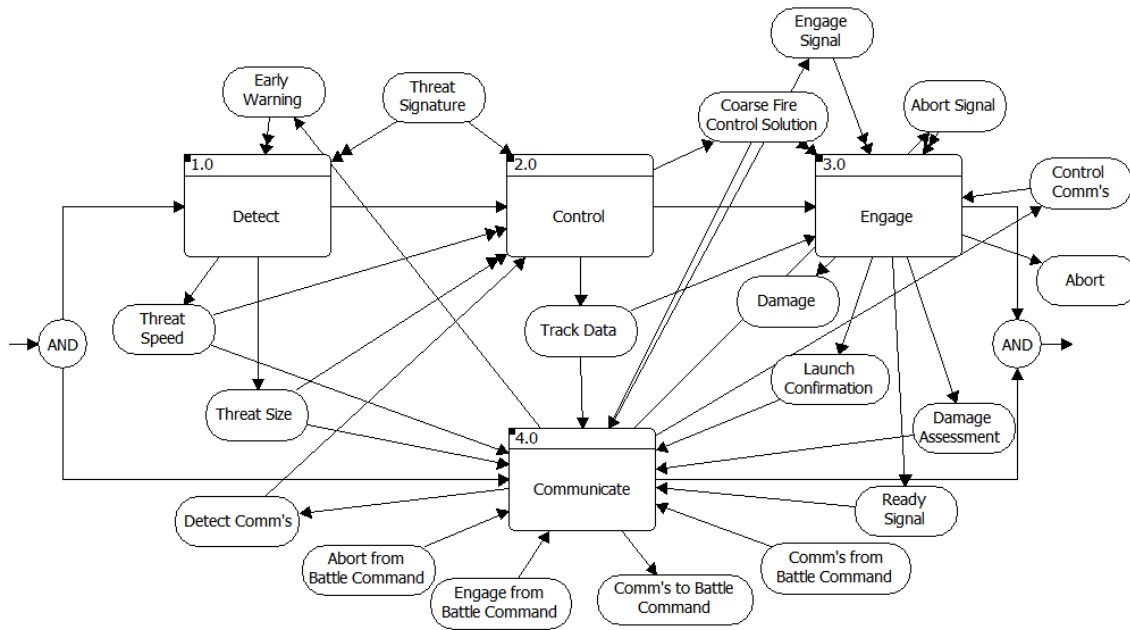 Engage
Signal
Early
Warning
Threat
Signature
Coarse Fire
Control Solution
Abort Signal
1.0
Detect
2.0
Control
3.0
Engage
Control
Comm's
Abort
Damage
Threat
Speed
Track Data
AND
AND
Launch
Confirmation
Threat Size
Damage
Assessment
4.0
Communicate
Ready
Signal
Detect Comm's
Abort from
Battle Command
Engage from
Battle Command
Comm's to Battle
Command
Comm's from
Battle Command